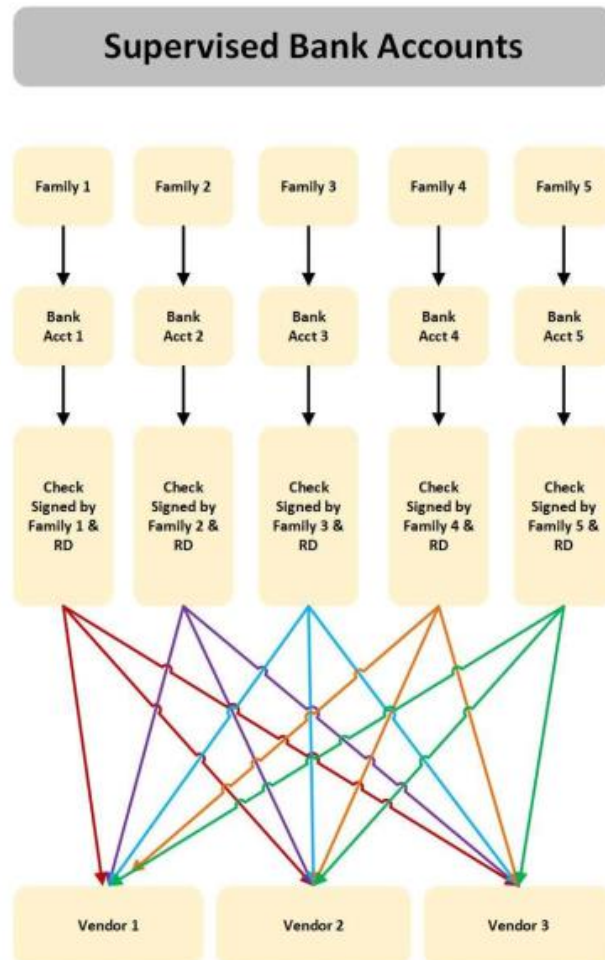 Supervised Bank Accounts
Family 1
Family 2
Family 3
Family 4
Family 5
Bank
Acct 1
Bank
Acct 2
Bank
Acct 3
Bank
Acct 4
Bank
Acct 5
Check
Signed by
Family 1 &
RD
Check
Signed by
Family 2 &
RD
Check
Signed by
Family 3 &
RD
Check
Signed by
Family 4 &
RD
Check
Signed by
Family 5 &
RD
Vendor 1
Vendor 2
Vendor 3